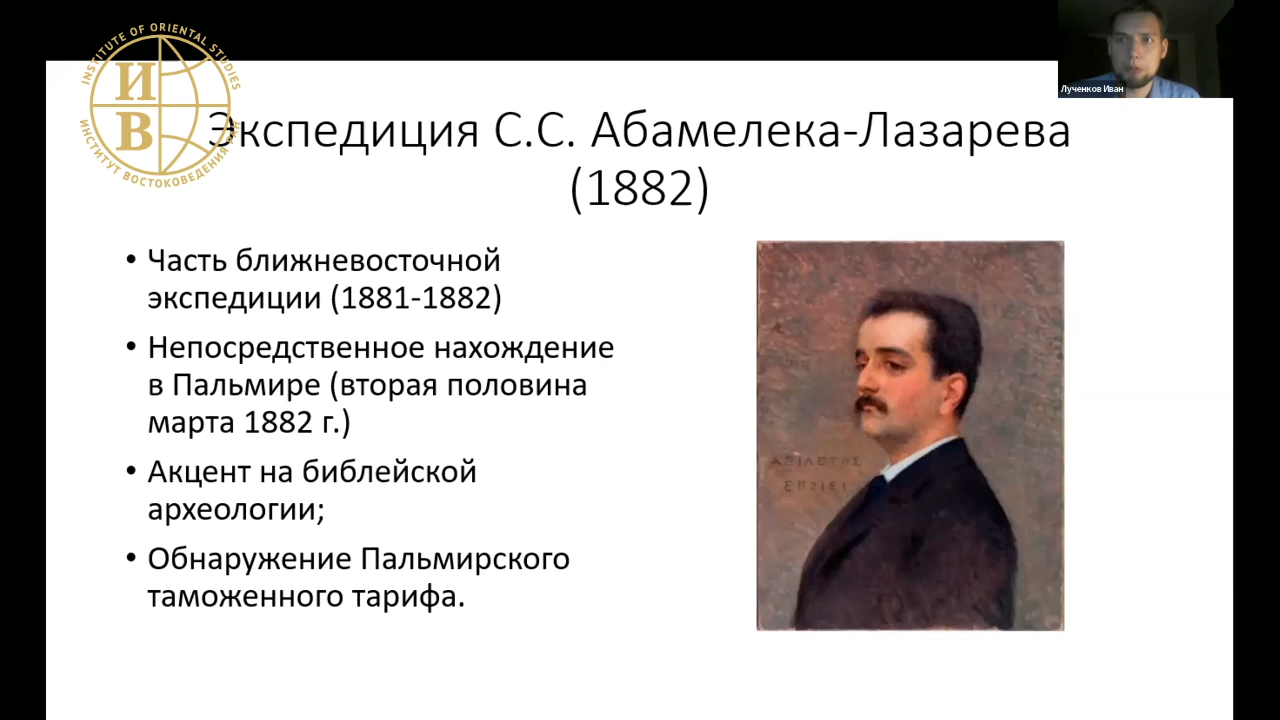 INSTITUTE OF ORIENTAL STUDIES
ИВ
ИНСТИТУТ ВОСТОКОВЕДЕНИЯ
Лученков Иван
Экспедиция С.С. Абамелека-Лазарева
(1882)
• Часть ближневосточной
экспедиции (1881-1882)
• Непосредственное нахождение
в Пальмире (вторая половина
марта 1882 г.)
• Акцент на библейской
археологии;
• Обнаружение Пальмирского
таможенного тарифа.